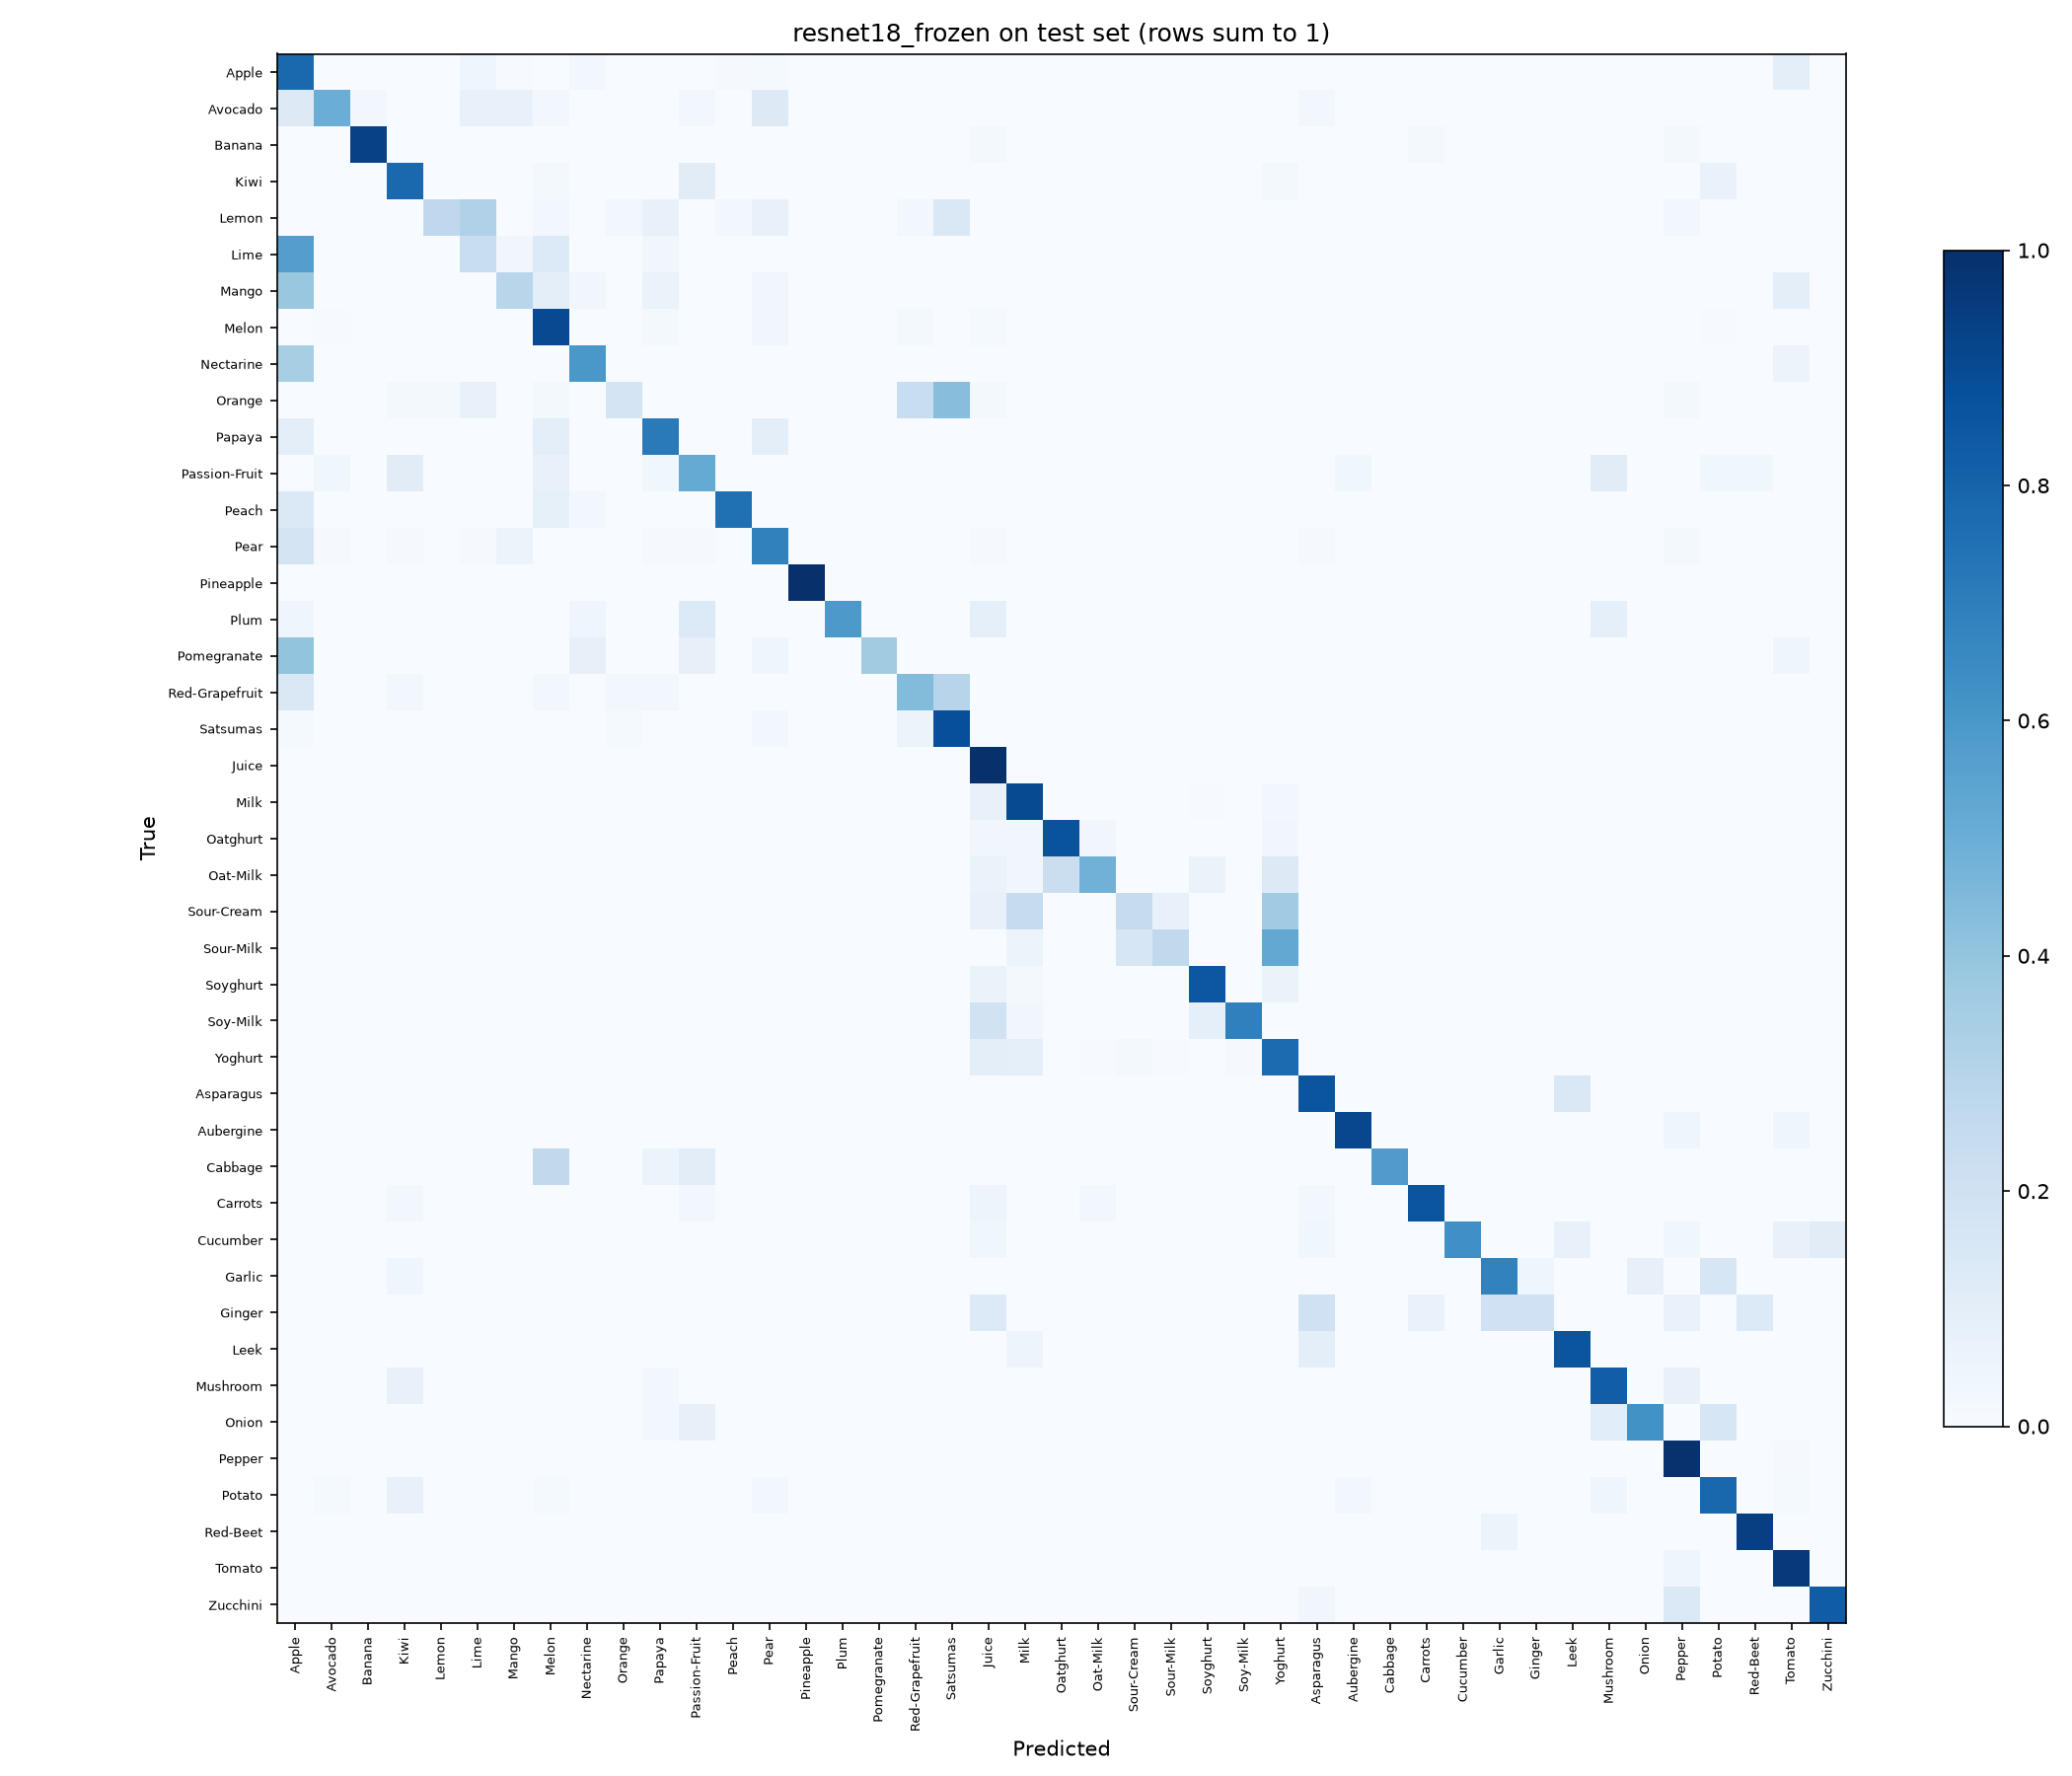 resnet18_frozen on test set (rows sum to 1)
True
Apple
Avocado
Banana
Kiwi
Lemon
Lime
Mango
Melon
Nectarine
Orange
Papaya
Passion-Fruit
Peach
Pear
Pineapple
Plum
Pomegranate
Red-Grapefruit
Satsumas
Juice
Milk
Oatghurt
Oat-Milk
Sour-Cream
Sour-Milk
Soyghurt
Soy-Milk
Yoghurt
Asparagus
Aubergine
Cabbage
Carrots
Cucumber
Garlic
Ginger
Leek
Mushroom
Onion
Pepper
Potato
Red-Beet
Tomato
Zucchini
Apple
Avocado
Banana
Kiwi
Lemon
Lime
Mango
Melon
Nectarine
Orange
Papaya
Passion-Fruit
Peach
Pear
Pineapple
Plum
Pomegranate
Red-Grapefruit
Satsumas
Juice
Milk
Oatghurt
Oat-Milk
Sour-Cream
Sour-Milk
Soyghurt
Soy-Milk
Yoghurt
Asparagus
Aubergine
Cabbage
Carrots
Cucumber
Garlic
Ginger
Leek
Mushroom
Onion
Pepper
Potato
Red-Beet
Tomato
Zucchini
Predicted
1.0
0.8
0.6
0.4
0.2
0.0